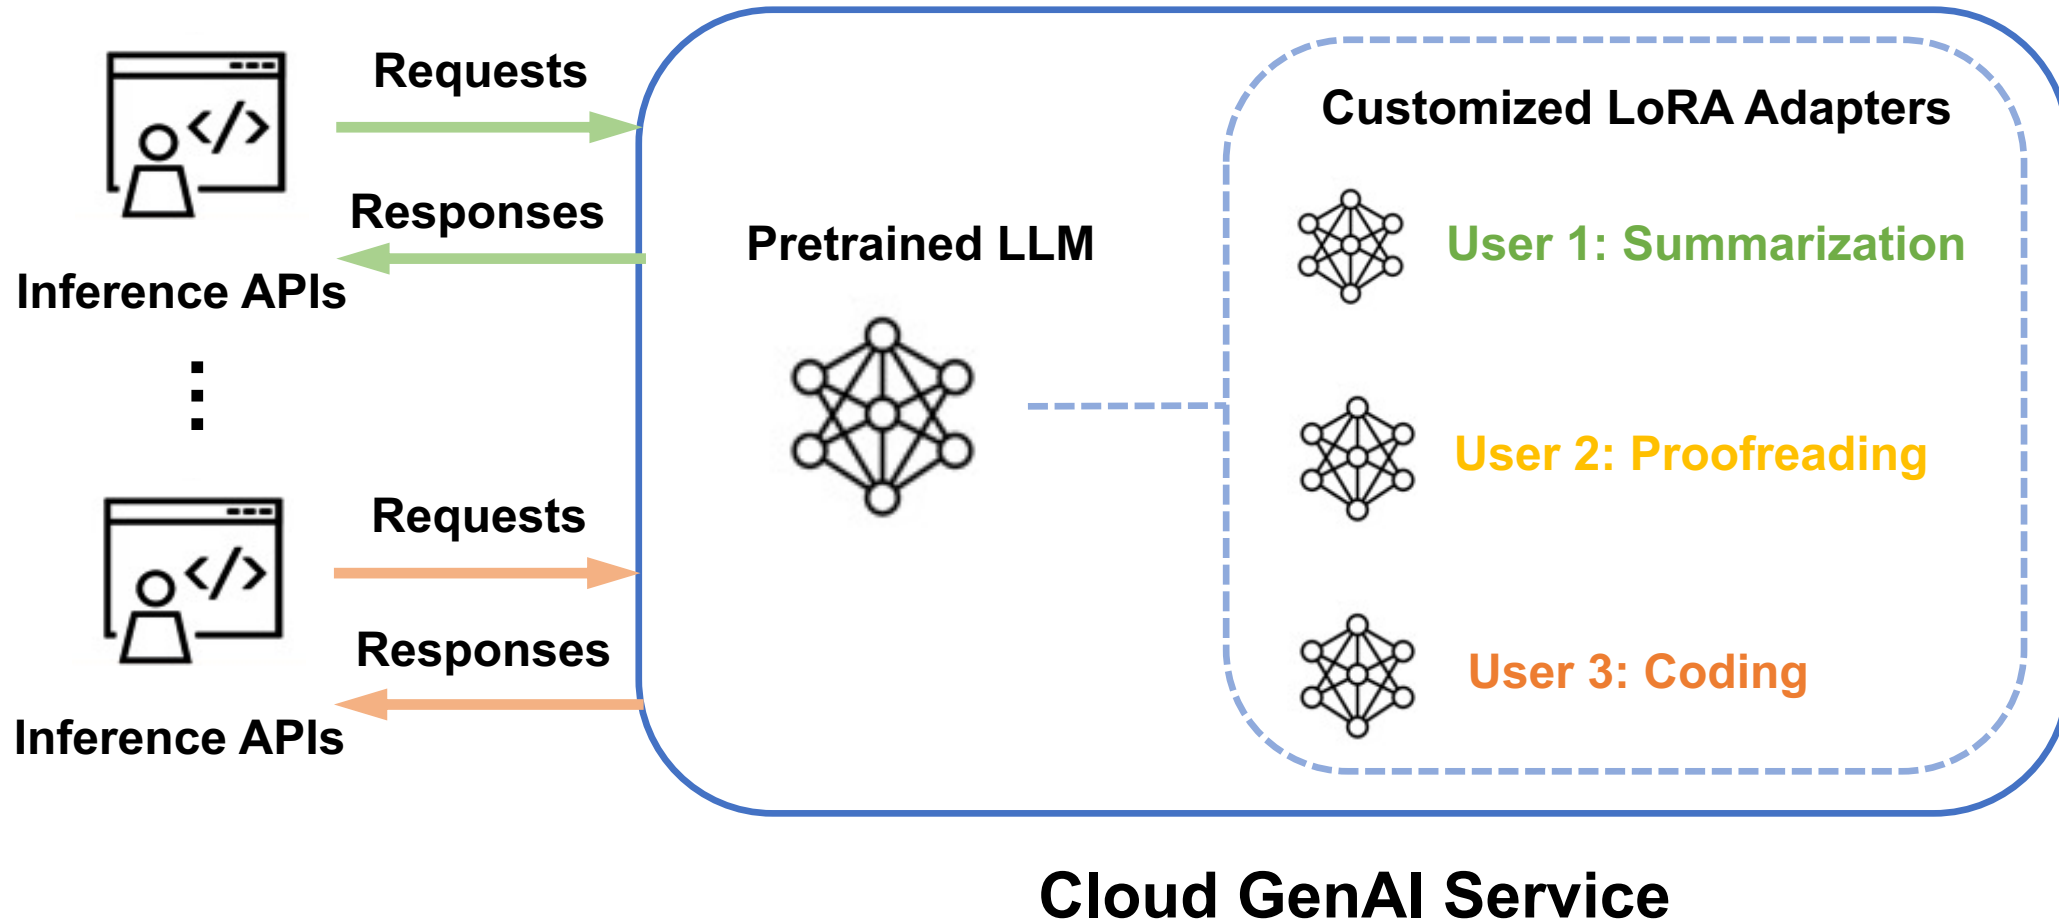 Requests
Responses
Inference APIs
Requests
Responses
Inference APIs
Pretrained LLM
Customized LoRA Adapters
User 1: Summarization
User 2: Proofreading
User 3: Coding
Cloud GenAI Service